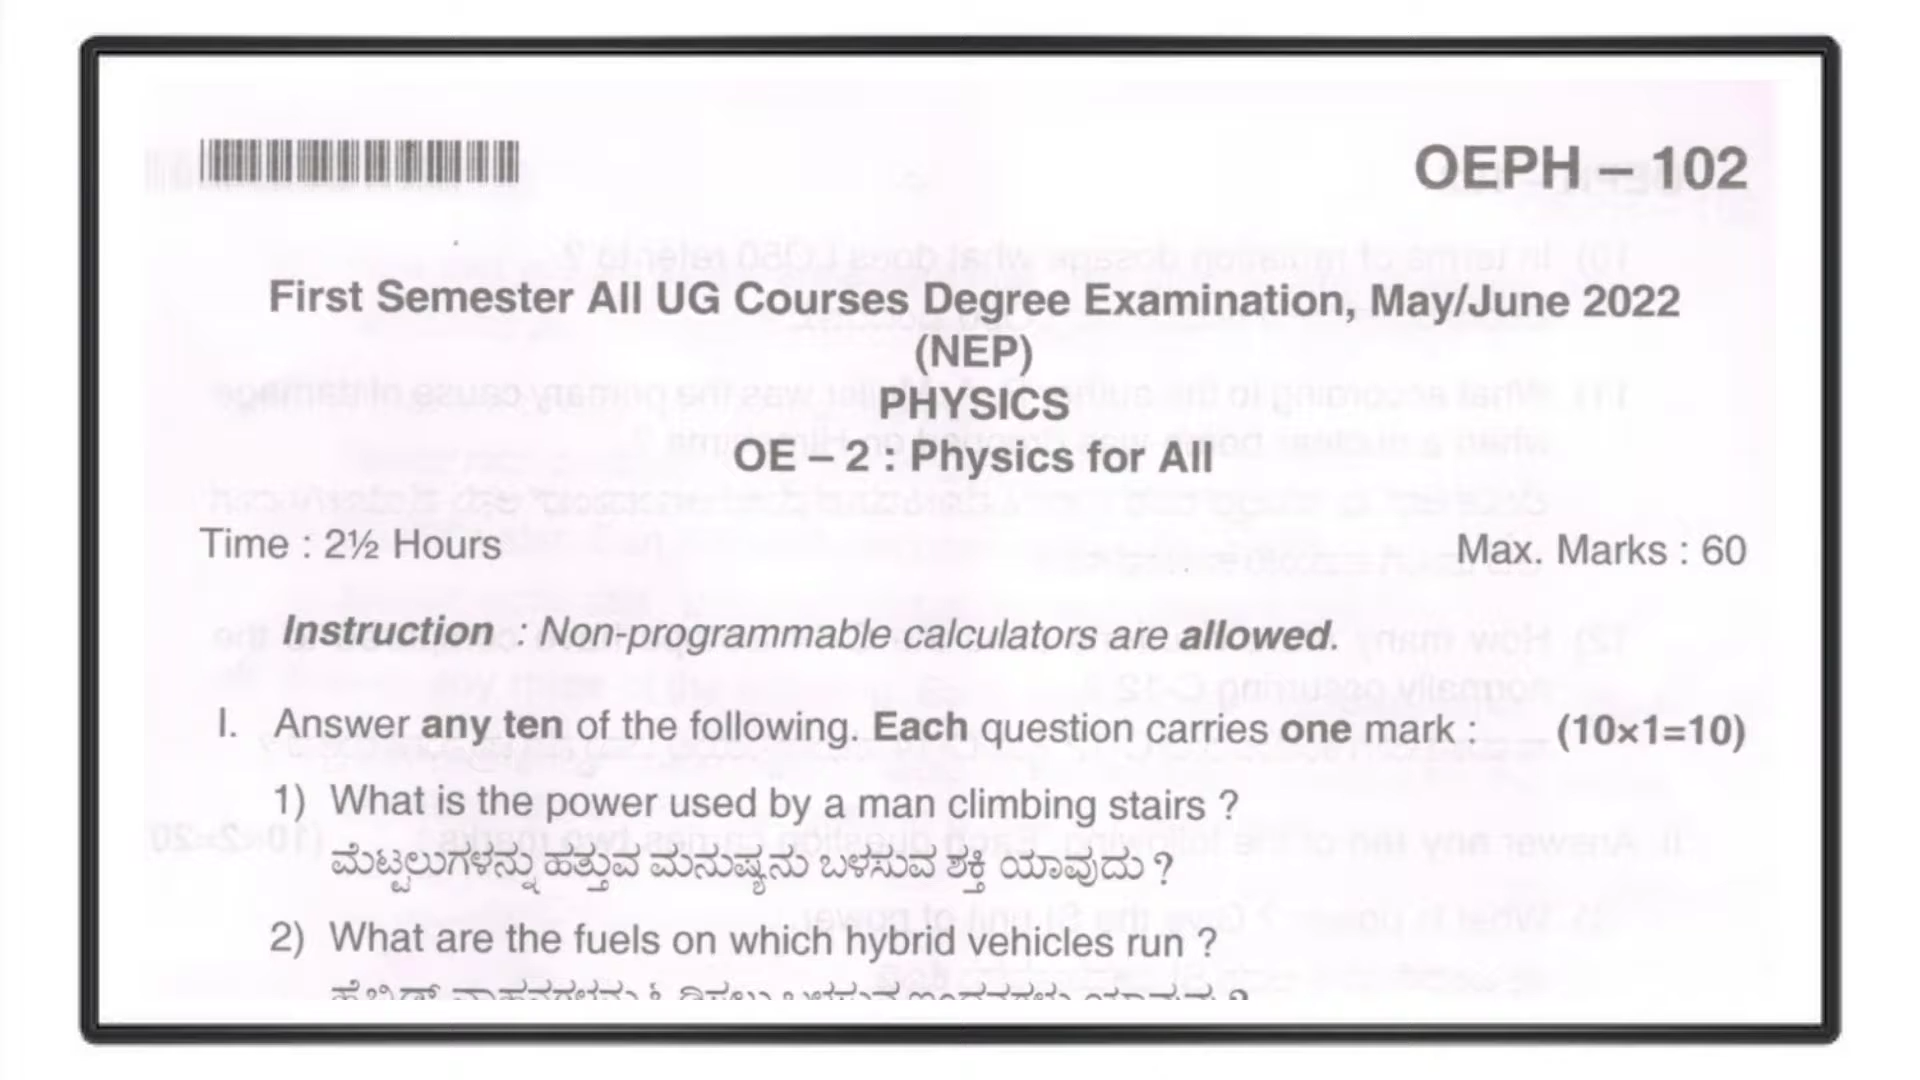 OEPH – 102
First Semester All UG Courses Degree Examination, May/June 2022
(NEP)
PHYSICS
OE – 2 : Physics for All
Time : 2½ Hours
Max. Marks : 60
Instruction : Non-programmable calculators are allowed.
I. Answer any ten of the following. Each question carries one mark : (10×1=10)
1) What is the power used by a man climbing stairs ?
ಮೆಟ್ಟಲುಗಳನ್ನು ಹತ್ತುವ ಮನುಷ್ಯನು ಬಳಸುವ ಶಕ್ತಿ ಯಾವುದು ?
2) What are the fuels on which hybrid vehicles run ?